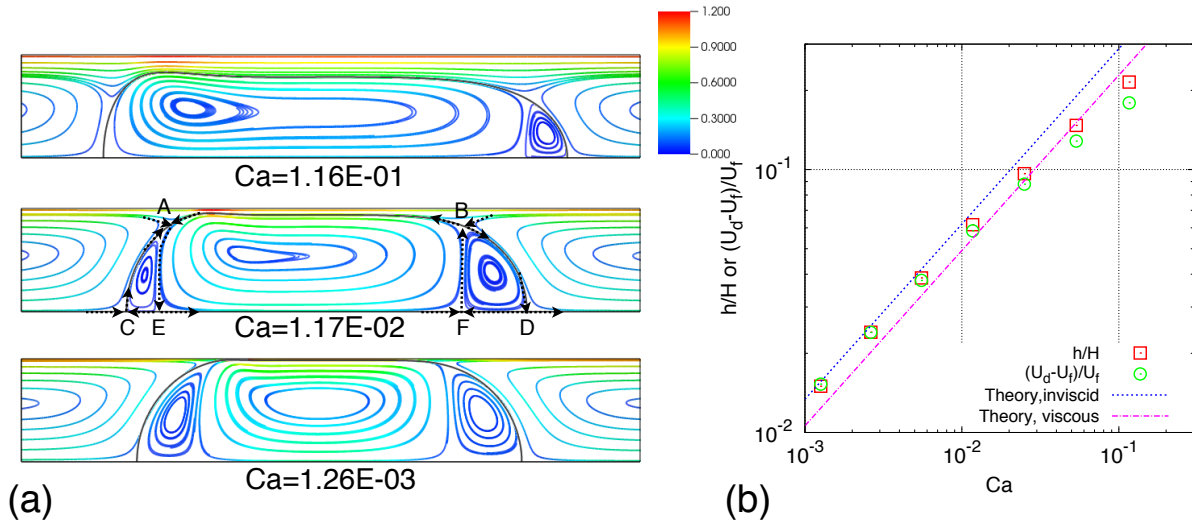 1.200
0.9000
0.6000
0.3000
0.000
Ca=1.16E-01
A
B
C
E
F
D
Ca=1.17E-02
Ca=1.26E-03
(a)
h/H or (U_d-U_f)/U_f
10^-1
10^-2
h/H
(U_d-U_f)/U_f
Theory,inviscid
Theory, viscous
10^-3
10^-2
10^-1
Ca
(b)